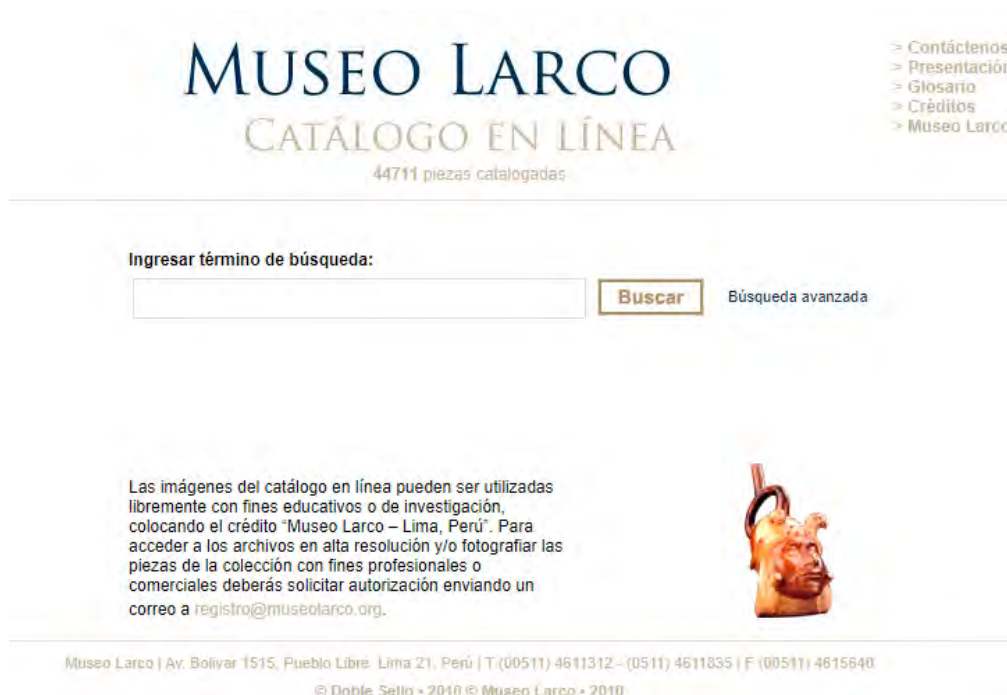 MUSEO LARCO
CATÁLOGO EN LÍNEA
44711 piezas catalogadas
> Contáctenos
> Presentación
> Glosario
> Créditos
> Museo Larco
Ingresar término de búsqueda:
Buscar
Búsqueda avanzada
Las imágenes del catálogo en línea pueden ser utilizadas
libremente con fines educativos o de investigación,
colocando el crédito “Museo Larco – Lima, Perú”. Para
acceder a los archivos en alta resolución y/o fotografiar las
piezas de la colección con fines profesionales o
comerciales deberás solicitar autorización enviando un
correo a registro@museolarco.org.
Museo Larco | Av. Bolivar 1515, Pueblo Libre. Lima 21, Perú | T (00511) 4611312 - (0511) 4611835 | F (00511) 4615640
© Doble Sello • 2010 © Museo Larco • 2010